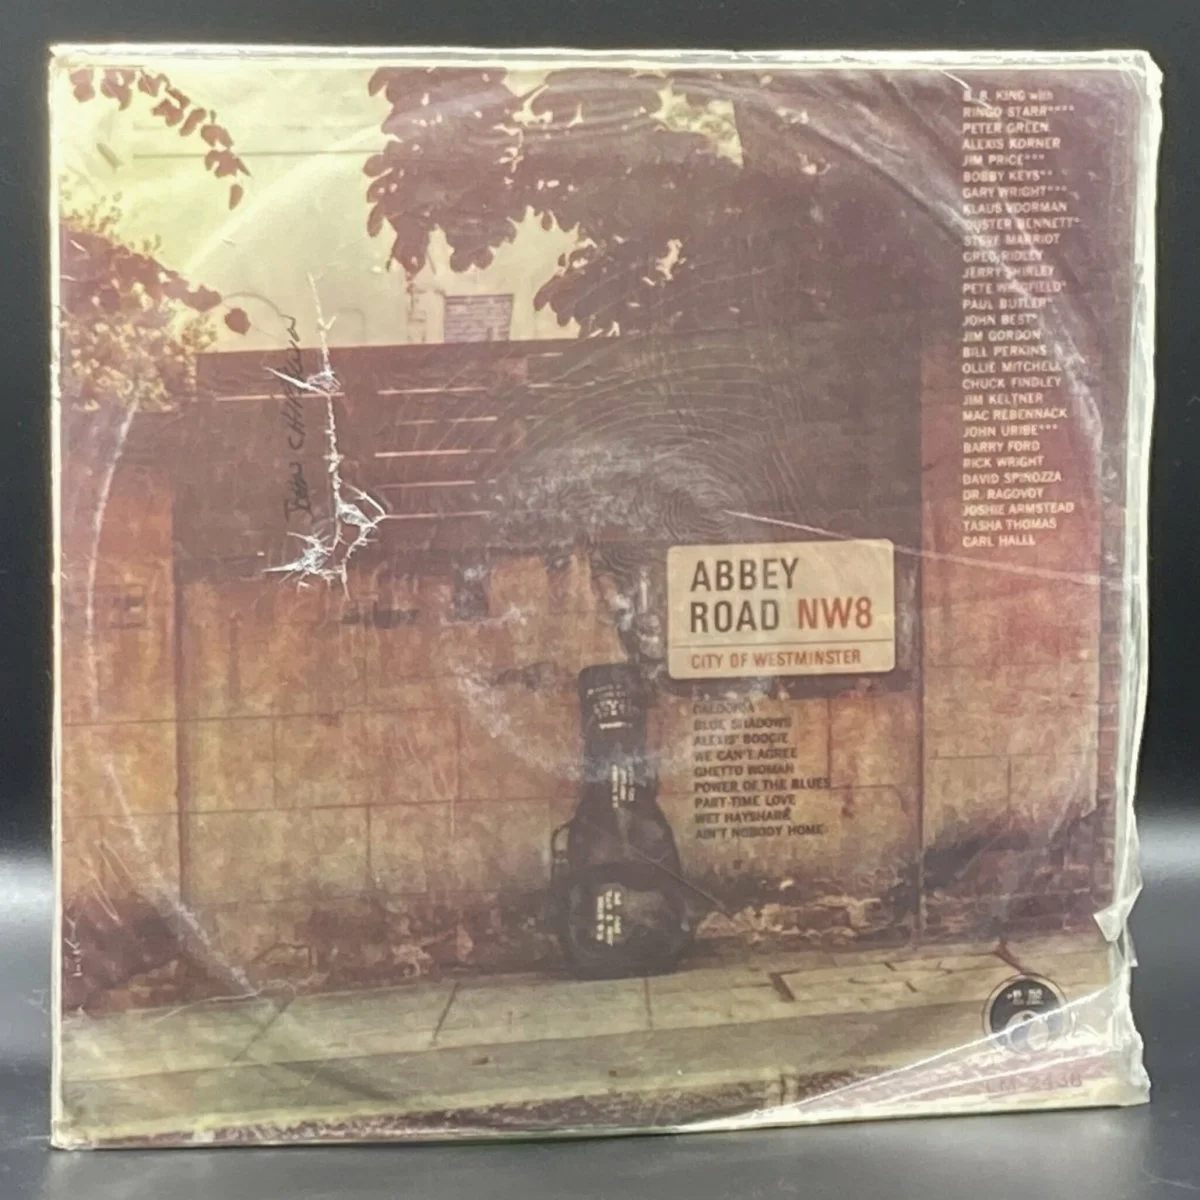 B. B. KING with
RINGO STARR****
PETER GREEN
ALEXIS KORNER
JIM PRICE***
BOBBY KEYS**
GARY WRIGHT***
KLAUS VOORMAN
DUSTER BENNETT*
STEVE MARRIOT
GREG RIDLEY
JERRY SHIRLEY
PETE WINGFIELD*
PAUL BUTLER*
JOHN BEST*
JIM GORDON
BILL PERKINS
OLLIE MITCHELL
CHUCK FINDLEY
JIM KELTNER
MAC REBENNACK
JOHN URIBE***
BARRY FORD
RICK WRIGHT
DAVID SPINOZZA
DR. RAGOVOY
JOSHIE ARMSTEAD
TASHA THOMAS
CARL HALLL
ABBEY
ROAD NW8
CITY OF WESTMINSTER
CALDONIA
BLUE SHADOWS
ALEXIS' BOOGIE
WE CAN'T AGREE
GHETTO WOMAN
POWER OF THE BLUES
PART-TIME LOVE
WET HAYSHARK
AIN'T NOBODY HOME
LM-2436